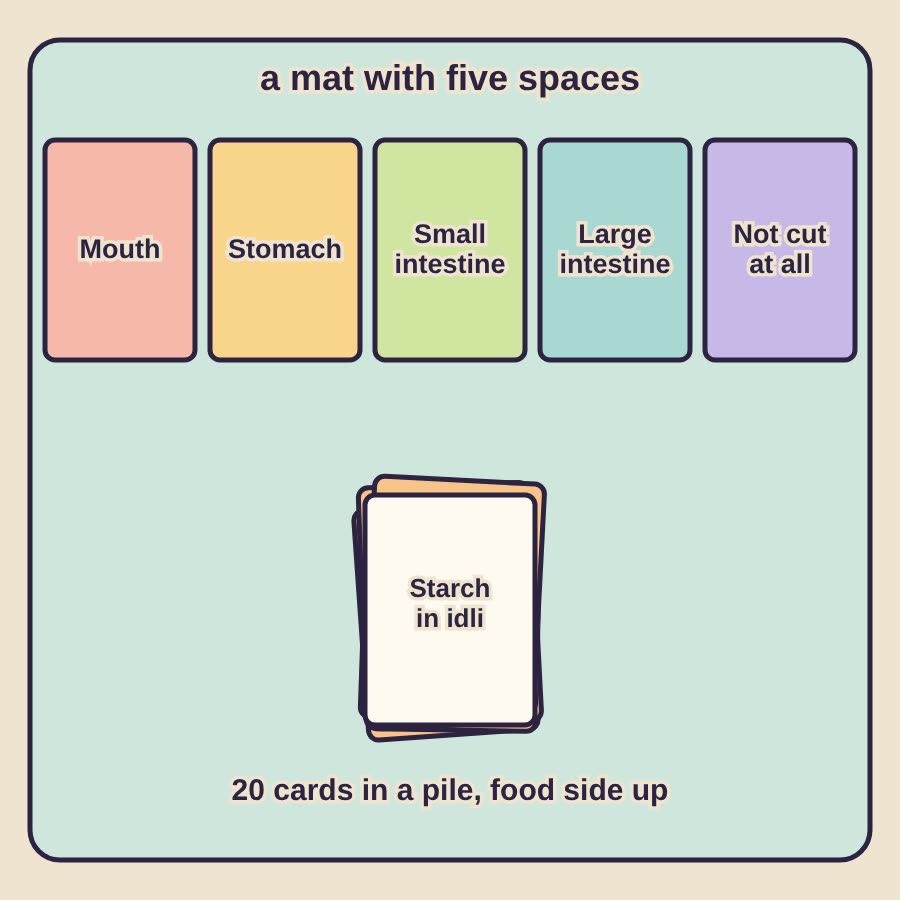 a mat with five spaces
Mouth
Stomach
Small
intestine
Large
intestine
Not cut
at all
Starch
in idli
20 cards in a pile, food side up